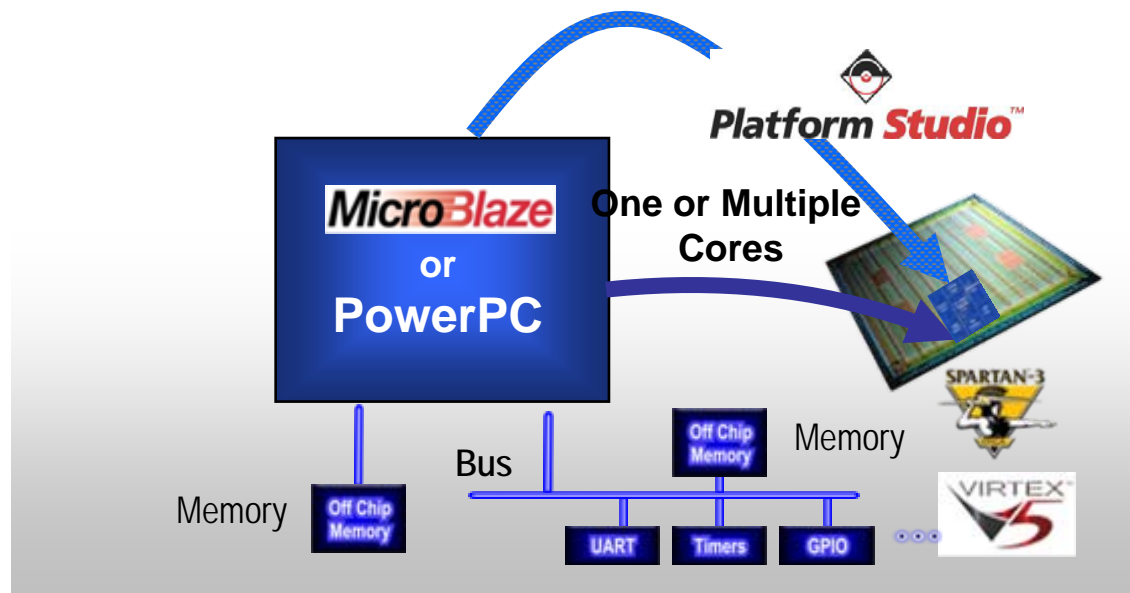 Platform Studio™
MicroBlaze
or
PowerPC
One or Multiple
Cores
SPARTAN-3
Off Chip
Memory
Memory
Bus
Memory
Off Chip
Memory
UART
Timers
GPIO
VIRTEX™
5